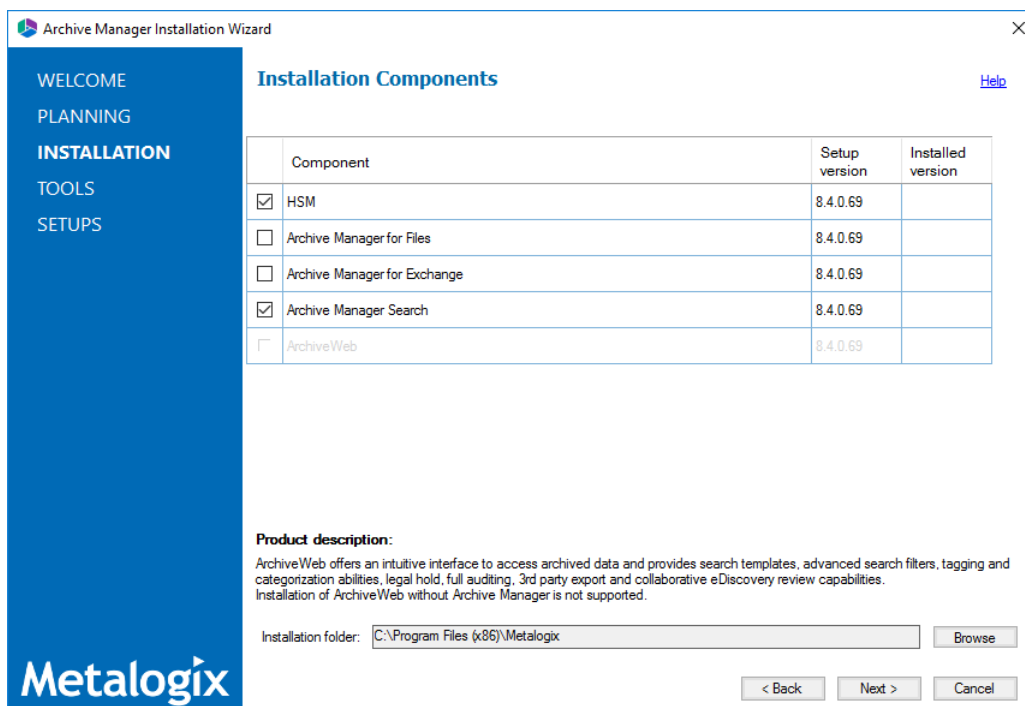 Archive Manager Installation Wizard
WELCOME
PLANNING
INSTALLATION
TOOLS
SETUPS
Metalogix
Installation Components
Help
Component Setup version Installed version
HSM 8.4.0.69
Archive Manager for Files 8.4.0.69
Archive Manager for Exchange 8.4.0.69
Archive Manager Search 8.4.0.69
ArchiveWeb 8.4.0.69
Product description:
ArchiveWeb offers an intuitive interface to access archived data and provides search templates, advanced search filters, tagging and
categorization abilities, legal hold, full auditing, 3rd party export and collaborative eDiscovery review capabilities.
Installation of ArchiveWeb without Archive Manager is not supported.
Installation folder: C:\Program Files (x86)\Metalogix Browse
< Back Next > Cancel